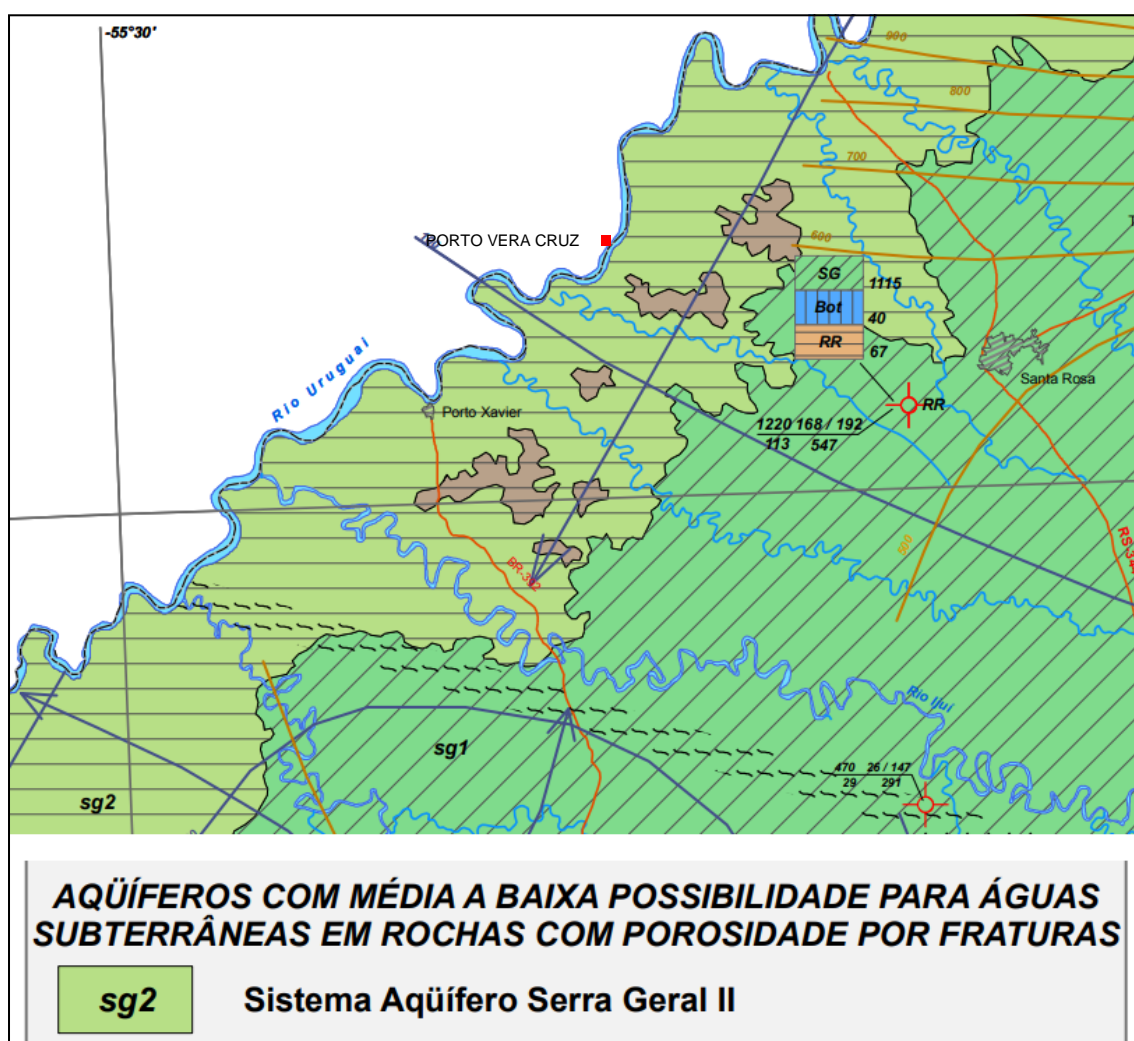 -55°30'
900
800
700
600
PORTO VERA CRUZ
SG
1115
Bot
40
RR
67
Rio Uruguai
Santa Rosa
Porto Xavier
RR
1220 168 / 192
113 547
500
BR-392
Rio Ijuí
sg1
470 26 / 147
29 291
sg2
AQÜÍFEROS COM MÉDIA A BAIXA POSSIBILIDADE PARA ÁGUAS
SUBTERRÂNEAS EM ROCHAS COM POROSIDADE POR FRATURAS
sg2 Sistema Aqüífero Serra Geral II